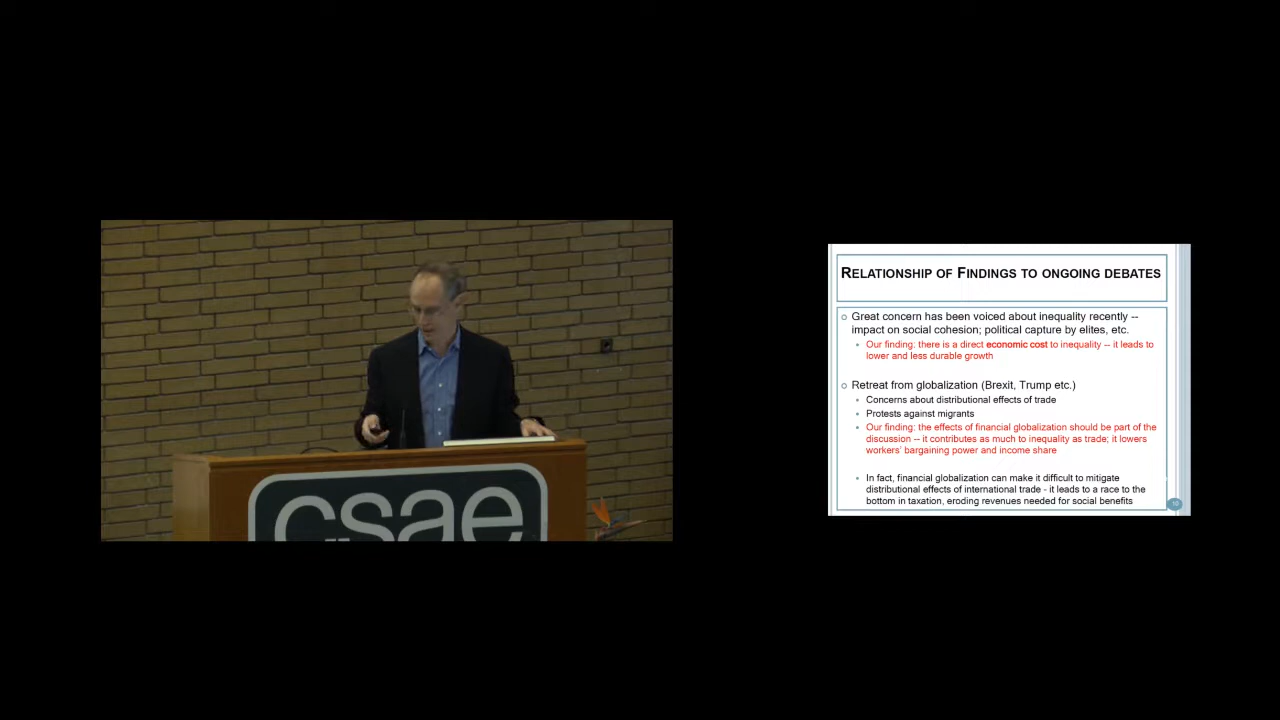 csae
RELATIONSHIP OF FINDINGS TO ONGOING DEBATES
Great concern has been voiced about inequality recently --
impact on social cohesion; political capture by elites, etc.
Our finding: there is a direct economic cost to inequality -- it leads to
lower and less durable growth
Retreat from globalization (Brexit, Trump etc.)
Concerns about distributional effects of trade
Protests against migrants
Our finding: the effects of financial globalization should be part of the
discussion -- it contributes as much to inequality as trade; it lowers
workers' bargaining power and income share
In fact, financial globalization can make it difficult to mitigate
distributional effects of international trade - it leads to a race to the
bottom in taxation, eroding revenues needed for social benefits